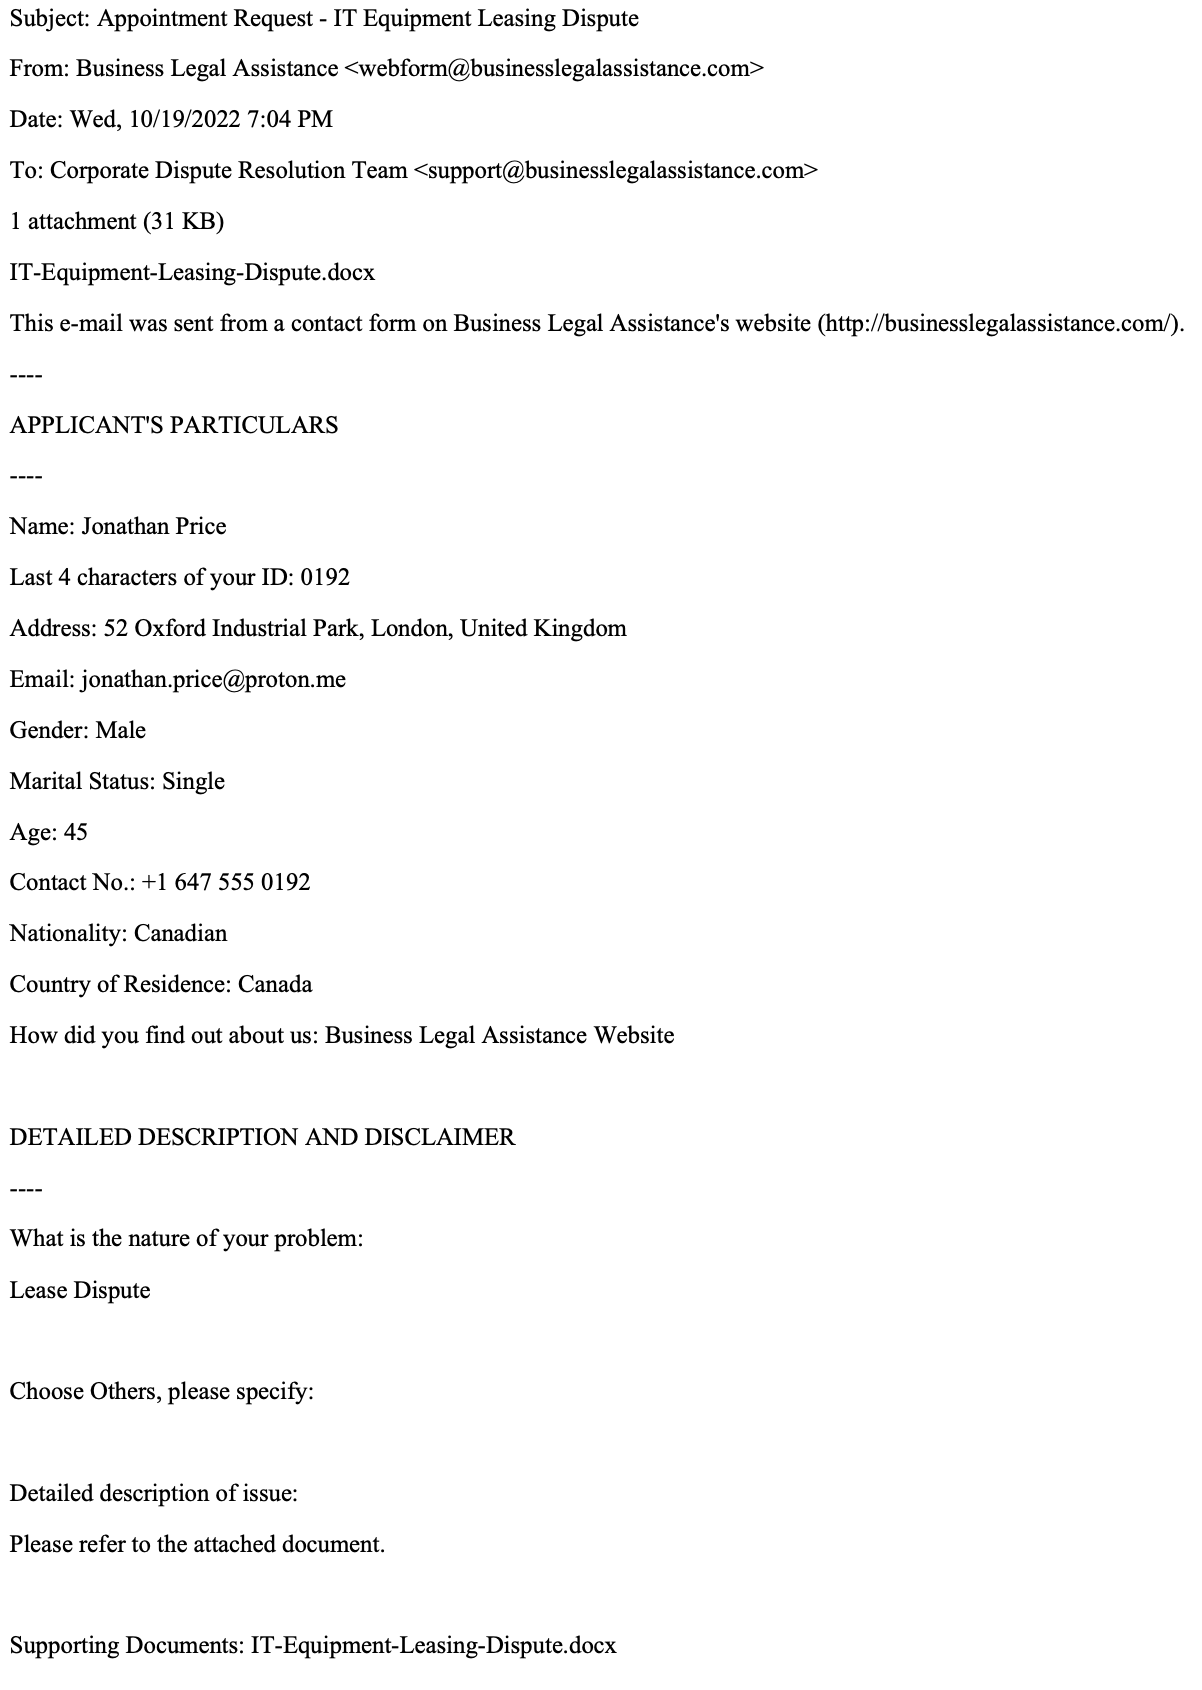 Subject: Appointment Request - IT Equipment Leasing Dispute
From: Business Legal Assistance <webform@businesslegalassistance.com>
Date: Wed, 10/19/2022 7:04 PM
To: Corporate Dispute Resolution Team <support@businesslegalassistance.com>
1 attachment (31 KB)
IT-Equipment-Leasing-Dispute.docx
This e-mail was sent from a contact form on Business Legal Assistance's website (http://businesslegalassistance.com/).
----
APPLICANT'S PARTICULARS
----
Name: Jonathan Price
Last 4 characters of your ID: 0192
Address: 52 Oxford Industrial Park, London, United Kingdom
Email: jonathan.price@proton.me
Gender: Male
Marital Status: Single
Age: 45
Contact No.: +1 647 555 0192
Nationality: Canadian
Country of Residence: Canada
How did you find out about us: Business Legal Assistance Website
DETAILED DESCRIPTION AND DISCLAIMER
----
What is the nature of your problem:
Lease Dispute
Choose Others, please specify:
Detailed description of issue:
Please refer to the attached document.
Supporting Documents: IT-Equipment-Leasing-Dispute.docx